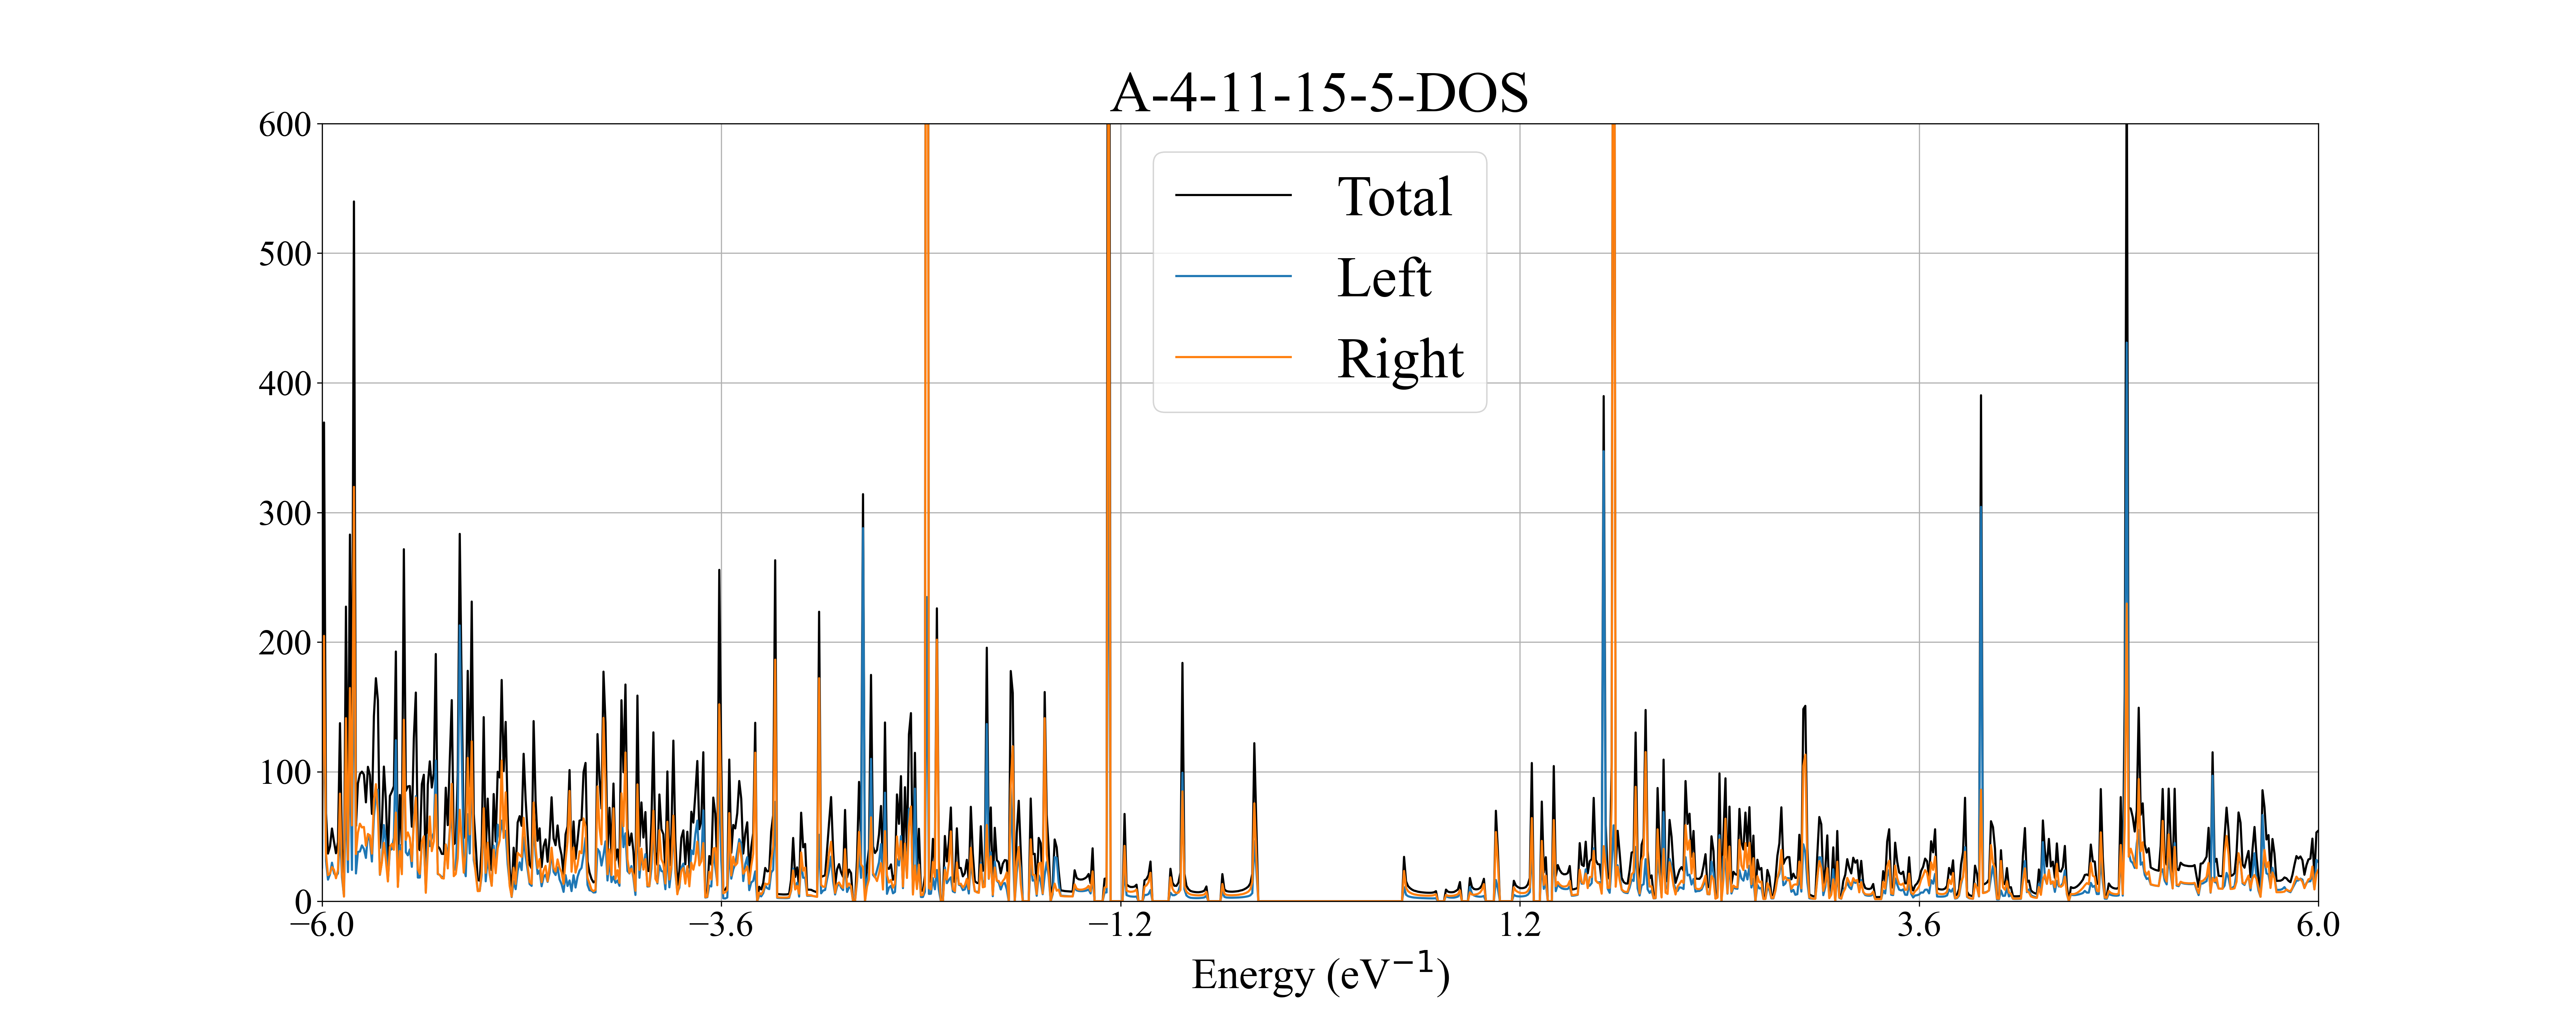 A-4-11-15-5-DOS
600
500
400
300
200
100
0
Total
Left
Right
−6.0 −3.6 −1.2 1.2 3.6 6.0
Energy (eV⁻¹)